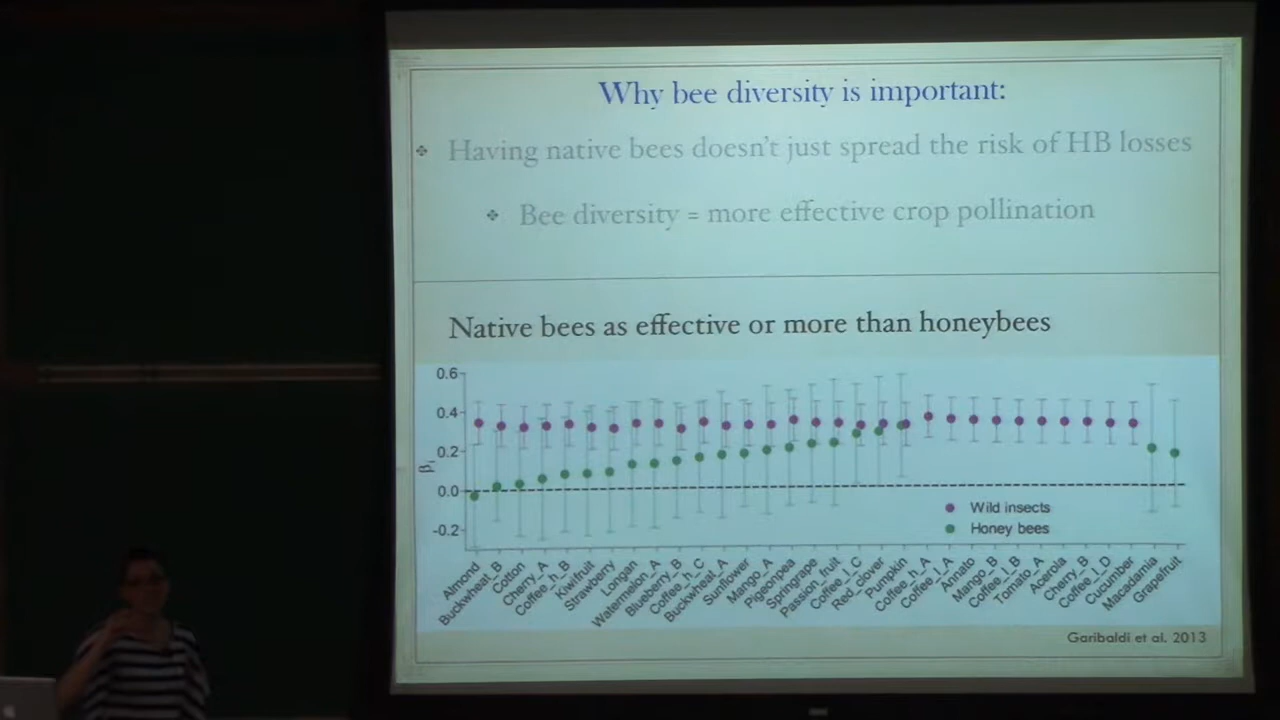 Why bee diversity is important:
Having native bees doesn't just spread the risk of HB losses
Bee diversity = more effective crop pollination
Native bees as effective or more than honeybees
0.6
0.4
0.2
0.0
-0.2
βi
Wild insects
Honey bees
Almond
Buckwheat_B
Cotton
Cherry_A
Coffee_h_B
Kiwifruit
Strawberry
Longan
Watermelon_A
Blueberry_B
Coffee_h_C
Buckwheat_A
Sunflower
Mango_A
Pigeonpea
Springrape
Passion_fruit
Coffee_l_C
Red_clover
Pumpkin
Coffee_h_A
Coffee_l_A
Annato
Mango_B
Coffee_l_B
Tomato_A
Acerola
Cherry_B
Coffee_l_D
Cucumber
Macadamia
Grapefruit
Garibaldi et al. 2013